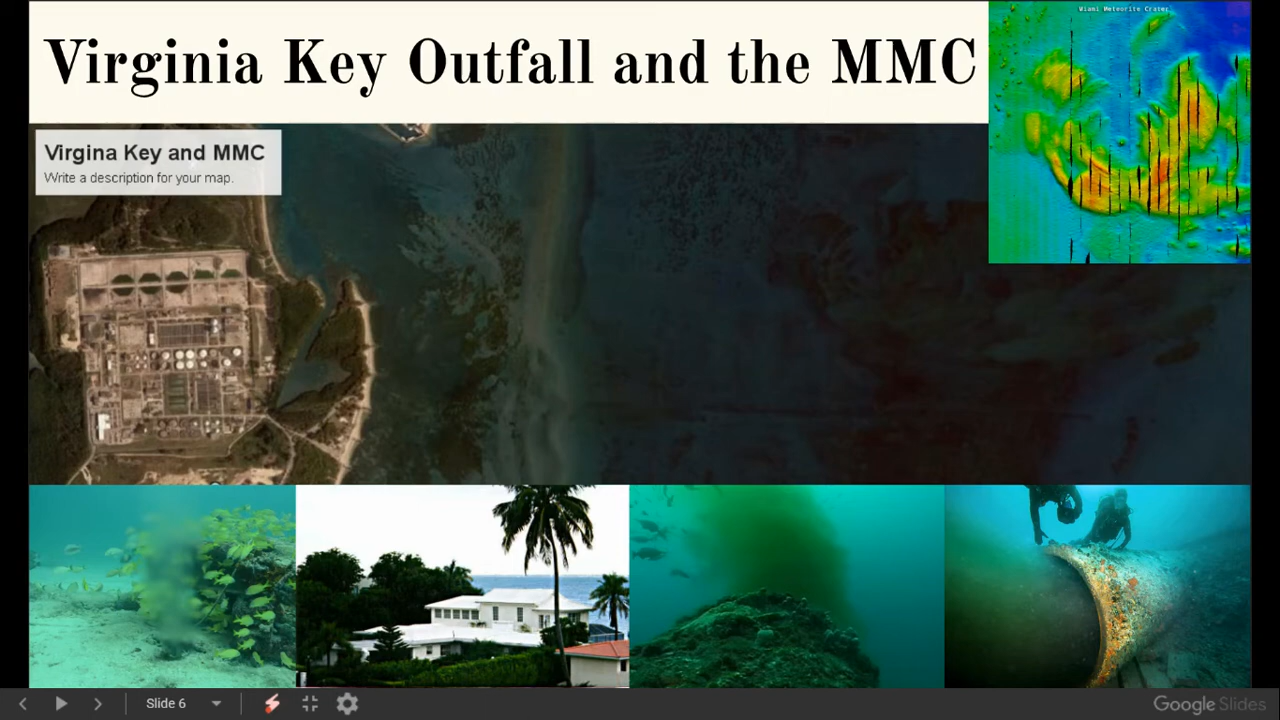 Virginia Key Outfall and the MMC
Miami Meteorite Crater
Virgina Key and MMC
Write a description for your map.
Slide 6
Google Slides